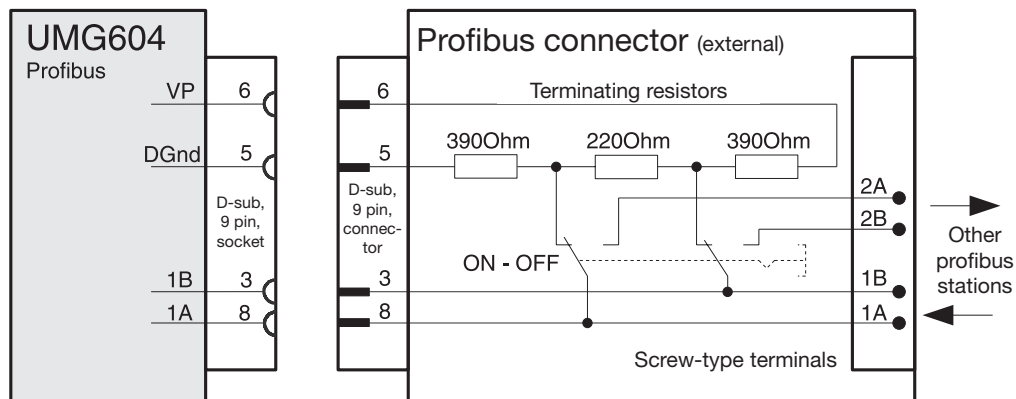 UMG604
Profibus
VP
6
DGnd
5
D-sub,
9 pin,
socket
1B
3
1A
8
Profibus connector (external)
6
Terminating resistors
5
390Ohm
220Ohm
390Ohm
D-sub,
9 pin,
connec-
tor
ON - OFF
3
8
2A
2B
1B
1A
Screw-type terminals
Other
profibus
stations